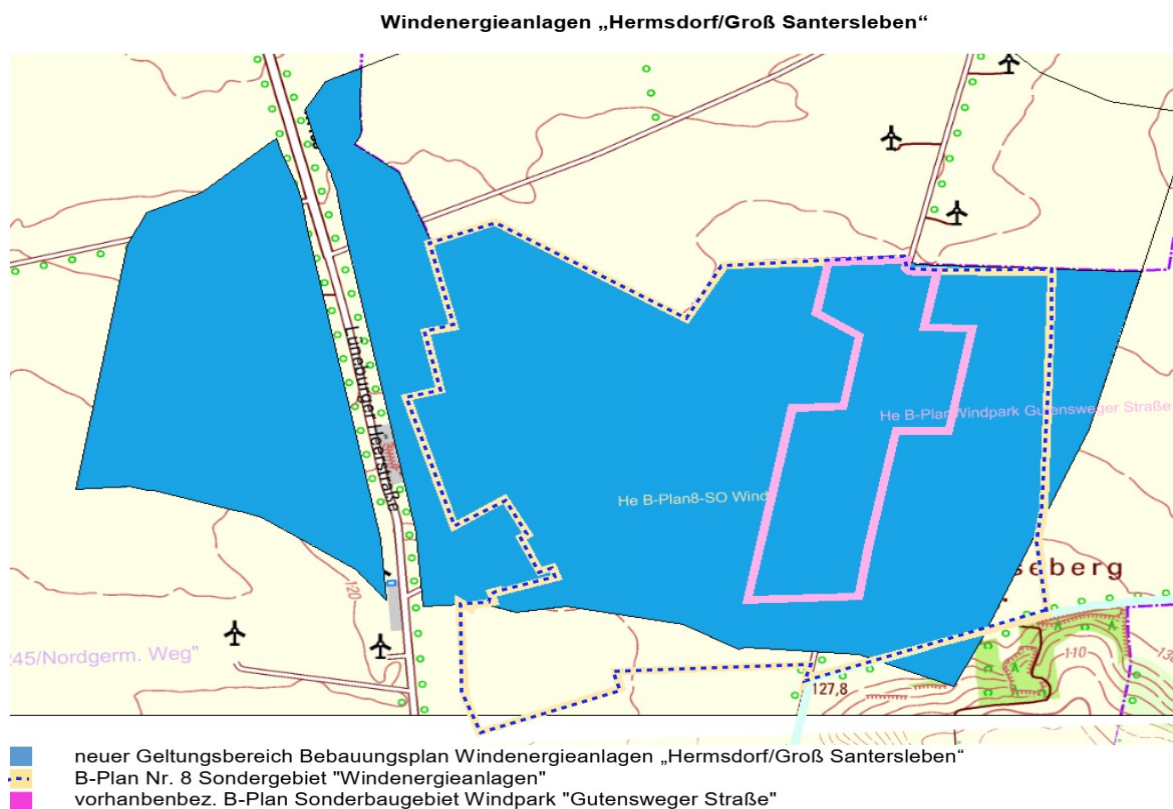 Windenergieanlagen „Hermsdorf/Groß Santersleben“
Lüneburger Heerstraße
He B-Plan Windpark Gutensweger Straße
He B-Plan8-SO Wind
seberg
120
245/Nordgerm. Weg"
127,8
110
130
neuer Geltungsbereich Bebauungsplan Windenergieanlagen „Hermsdorf/Groß Santersleben“
B-Plan Nr. 8 Sondergebiet "Windenergieanlagen"
vorhanbenbez. B-Plan Sonderbaugebiet Windpark "Gutensweger Straße"